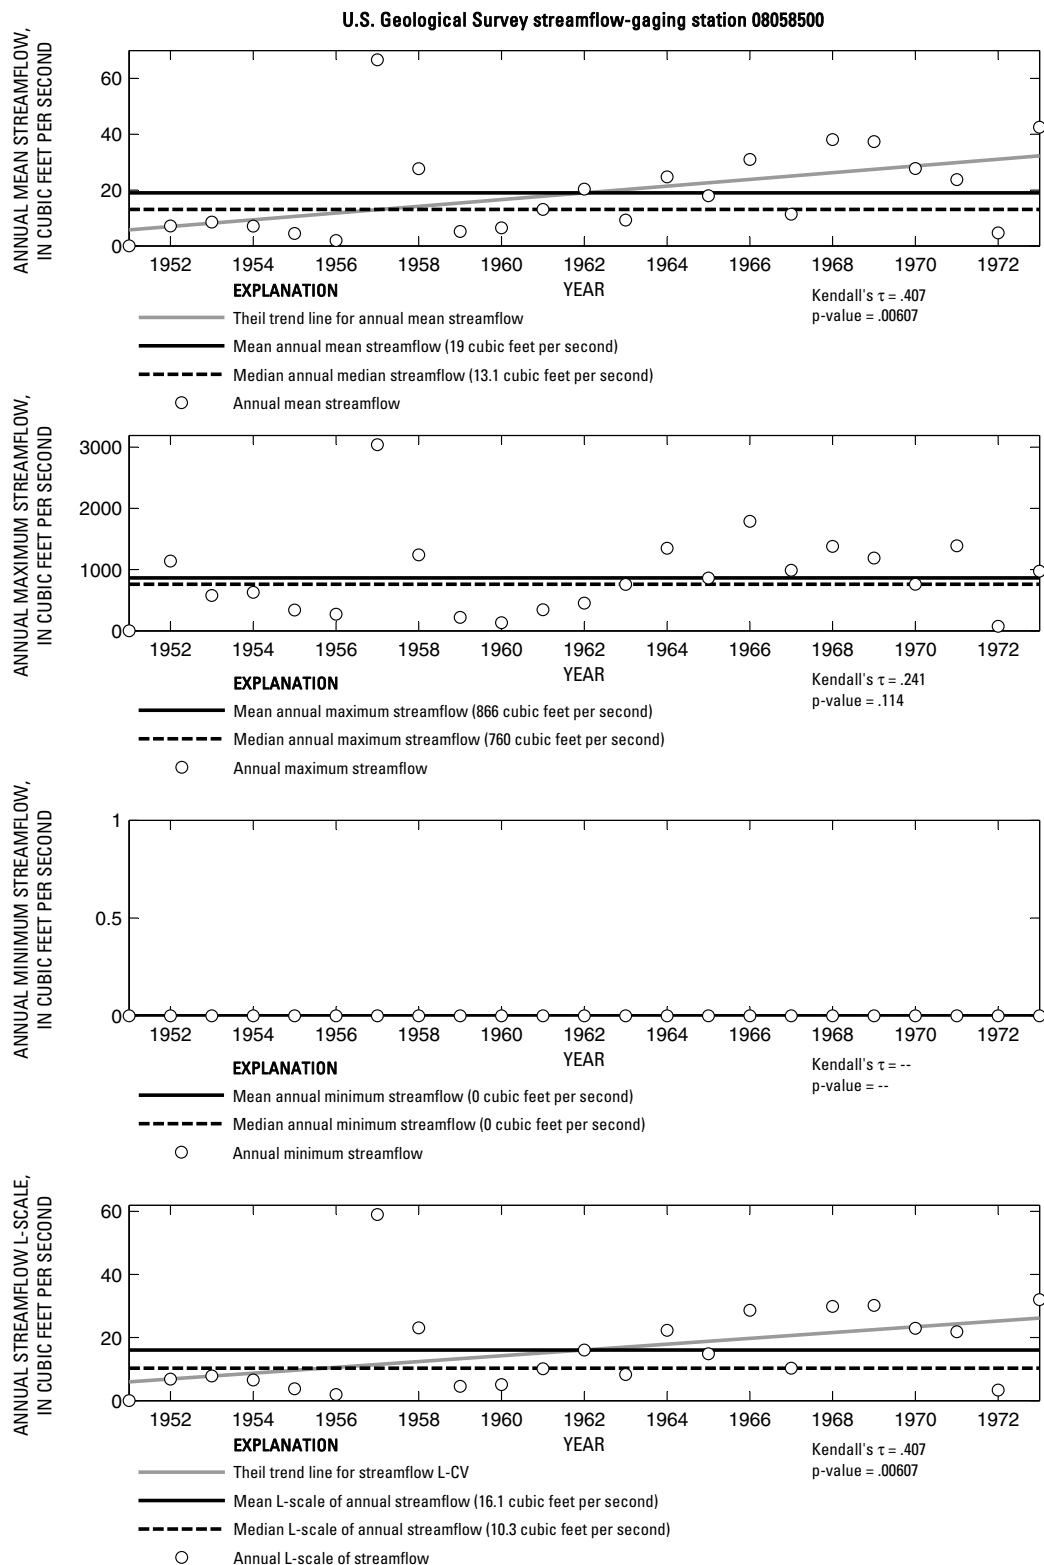 U.S. Geological Survey streamflow-gaging station 08058500
ANNUAL MEAN STREAMFLOW,
IN CUBIC FEET PER SECOND
60
40
20
0
1952 1954 1956 1958 1960 1962 1964 1966 1968 1970 1972
YEAR
EXPLANATION
Theil trend line for annual mean streamflow
Mean annual mean streamflow (19 cubic feet per second)
Median annual median streamflow (13.1 cubic feet per second)
Annual mean streamflow
Kendall's τ = .407
p-value = .00607
ANNUAL MAXIMUM STREAMFLOW,
IN CUBIC FEET PER SECOND
3000
2000
1000
0
1952 1954 1956 1958 1960 1962 1964 1966 1968 1970 1972
YEAR
EXPLANATION
Mean annual maximum streamflow (866 cubic feet per second)
Median annual maximum streamflow (760 cubic feet per second)
Annual maximum streamflow
Kendall's τ = .241
p-value = .114
ANNUAL MINIMUM STREAMFLOW,
IN CUBIC FEET PER SECOND
1
0.5
0
1952 1954 1956 1958 1960 1962 1964 1966 1968 1970 1972
YEAR
EXPLANATION
Mean annual minimum streamflow (0 cubic feet per second)
Median annual minimum streamflow (0 cubic feet per second)
Annual minimum streamflow
Kendall's τ = --
p-value = --
ANNUAL STREAMFLOW L-SCALE,
IN CUBIC FEET PER SECOND
60
40
20
0
1952 1954 1956 1958 1960 1962 1964 1966 1968 1970 1972
YEAR
EXPLANATION
Theil trend line for streamflow L-CV
Mean L-scale of annual streamflow (16.1 cubic feet per second)
Median L-scale of annual streamflow (10.3 cubic feet per second)
Annual L-scale of streamflow
Kendall's τ = .407
p-value = .00607